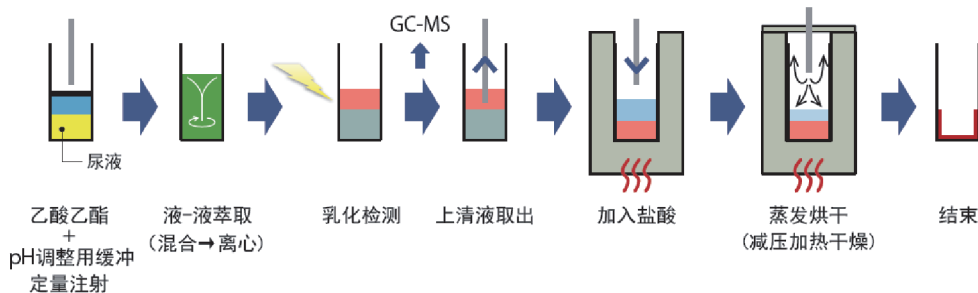 GC-MS
尿液
乙酸乙酯
+
pH调整用缓冲
定量注射
液-液萃取
(混合→离心)
乳化检测
上清液取出
加入盐酸
蒸发烘干
(减压加热干燥)
结束